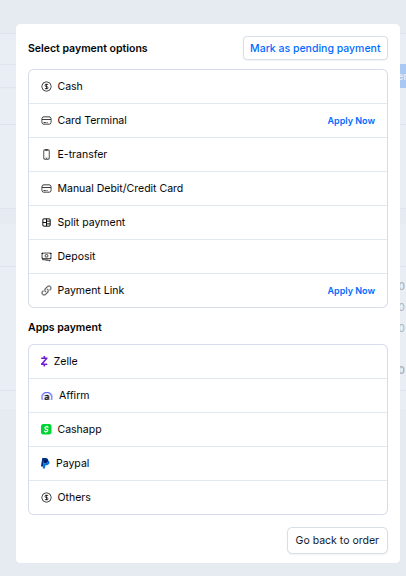 Select payment options
Mark as pending payment
Cash
Card Terminal Apply Now
E-transfer
Manual Debit/Credit Card
Split payment
Deposit
Payment Link Apply Now
Apps payment
Zelle
Affirm
Cashapp
Paypal
Others
Go back to order